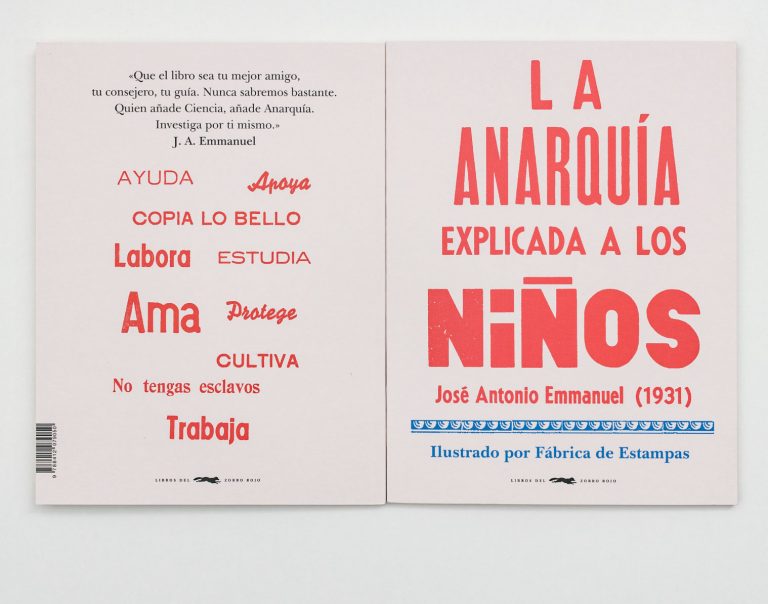 «Que el libro sea tu mejor amigo,
tu consejero, tu guía. Nunca sabremos bastante.
Quien añade Ciencia, añade Anarquía.
Investiga por ti mismo.»
J. A. Emmanuel
AYUDA Apoya
COPIA LO BELLO
Labora ESTUDIA
Ama Protege
CULTIVA
No tengas esclavos
Trabaja
LIBROS DEL ZORRO ROJO
LA
ANARQUÍA
EXPLICADA A LOS
NiÑOS
José Antonio Emmanuel (1931)
Ilustrado por Fábrica de Estampas
LIBROS DEL ZORRO ROJO